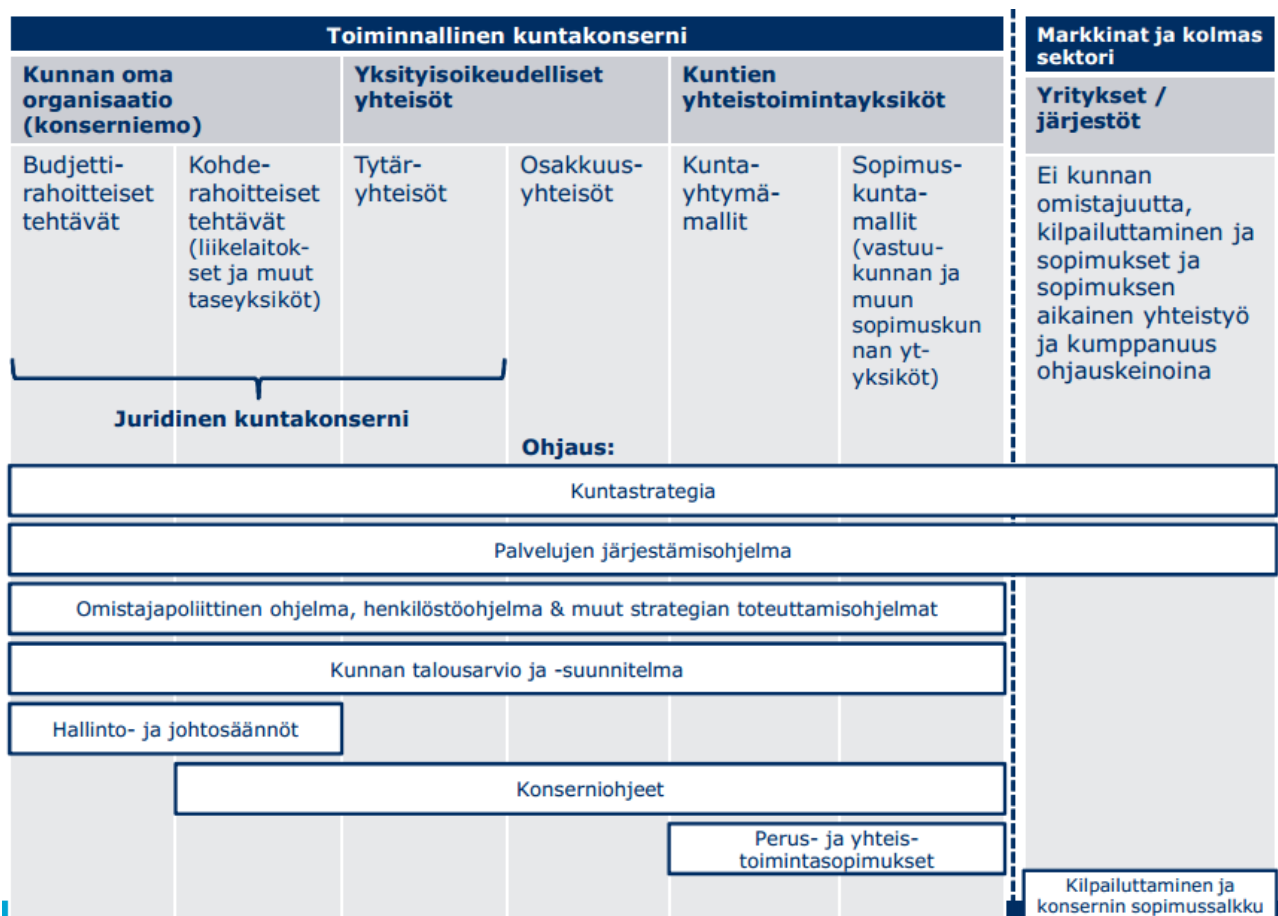 Toiminnallinen kuntakonserni
Markkinat ja kolmas
sektori
Kunnan oma
organisaatio
(konserniemo)
Yksityisoikeudelliset
yhteisöt
Kuntien
yhteistoimintayksiköt
Yritykset /
järjestöt
Budjetti-
rahoitteiset
tehtävät
Kohde-
rahoitteiset
tehtävät
(liikelaitok-
set ja muut
taseyksiköt)
Tytär-
yhteisöt
Osakkuus-
yhteisöt
Kunta-
yhtymä-
mallit
Sopimus-
kunta-
mallit
(vastuu-
kunnan ja
muun
sopimuskun
nan yt-
yksiköt)
Ei kunnan
omistajuutta,
kilpailuttaminen ja
sopimukset ja
sopimuksen
aikainen yhteistyö
ja kumppanuus
ohjauskeinoina
Juridinen kuntakonserni
Ohjaus:
Kuntastrategia
Palvelujen järjestämisohjelma
Omistajapoliittinen ohjelma, henkilöstöohjelma & muut strategian toteuttamisohjelmat
Kunnan talousarvio ja -suunnitelma
Hallinto- ja johtosäännöt
Konserniohjeet
Perus- ja yhteis-
toimintasopimukset
Kilpailuttaminen ja
konsernin sopimussalkku